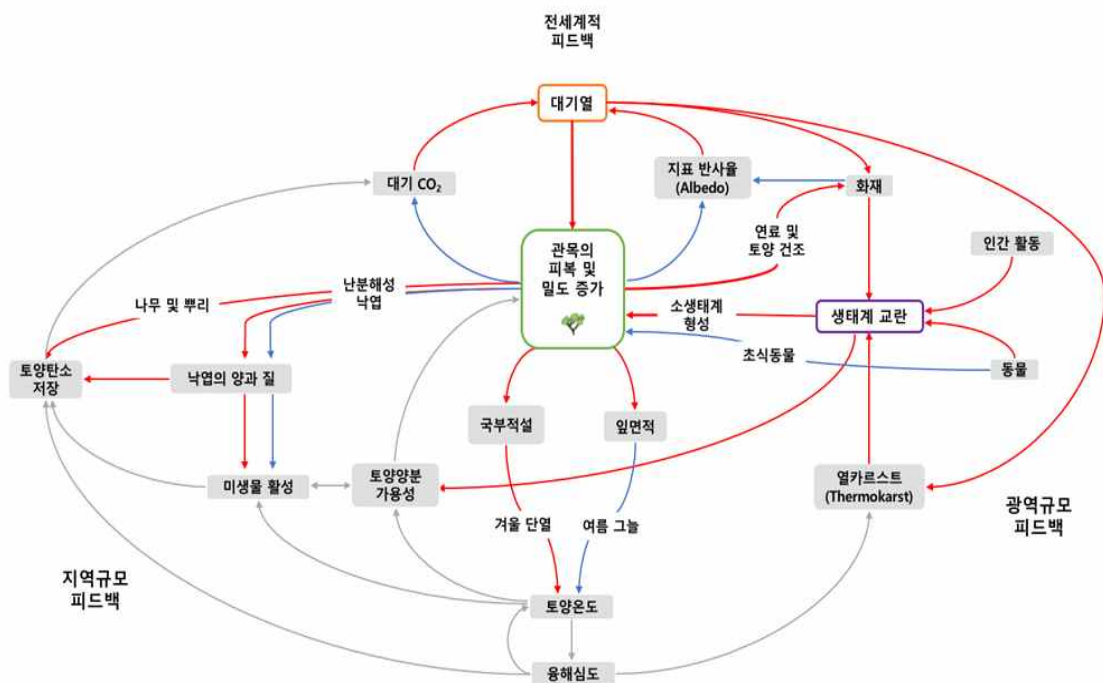 전세계적
피드백
대기열
대기 CO₂
지표 반사율
(Albedo)
화재
연료 및
토양 건조
인간 활동
관목의
피복 및
밀도 증가
나무 및 뿌리
난분해성
낙엽
소생태계
형성
생태계 교란
초식동물
동물
토양탄소
저장
낙엽의 양과 질
국부적설
잎면적
미생물 활성
토양양분
가용성
열카르스트
(Thermokarst)
광역규모
피드백
겨울 단열
여름 그늘
지역규모
피드백
토양온도
융해심도